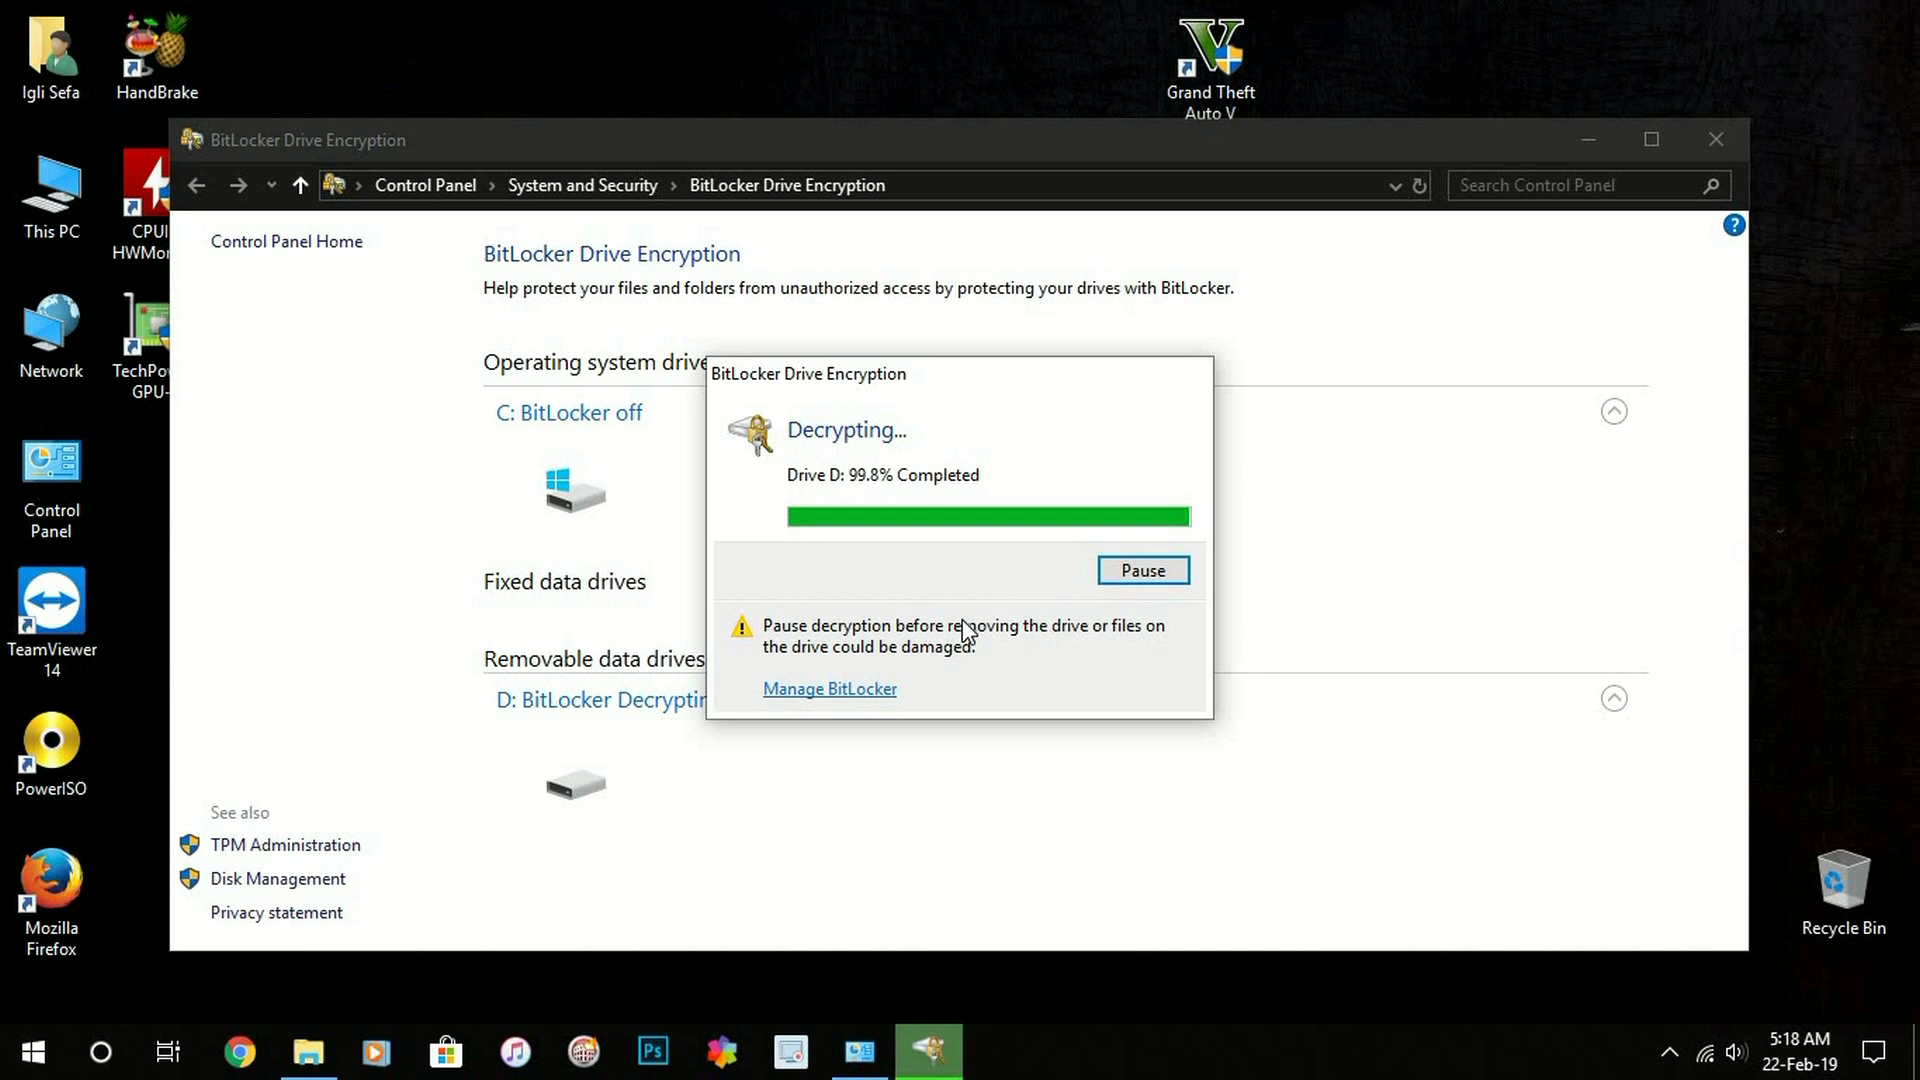 Igli Sefa
HandBrake
Grand Theft
Auto V
BitLocker Drive Encryption
Control Panel
System and Security
BitLocker Drive Encryption
Search Control Panel
This PC
CPUI
HWMor
Control Panel Home
BitLocker Drive Encryption
Help protect your files and folders from unauthorized access by protecting your drives with BitLocker.
Network
TechPo
GPU-
Operating system drive
C: BitLocker off
BitLocker Drive Encryption
Decrypting...
Drive D: 99.8% Completed
Pause
Pause decryption before removing the drive or files on
the drive could be damaged.
Manage BitLocker
Control
Panel
Fixed data drives
Removable data drives
D: BitLocker Decryptin
TeamViewer
14
PowerISO
See also
TPM Administration
Disk Management
Privacy statement
Mozilla
Firefox
Recycle Bin
Ps
5:18 AM
22-Feb-19